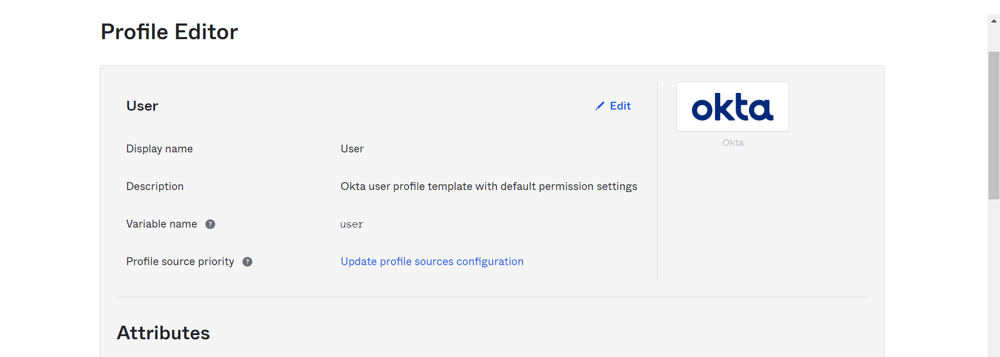 Profile Editor
User
Edit
okta
Okta
Display name
User
Description
Okta user profile template with default permission settings
Variable name ?
user
Profile source priority ?
Update profile sources configuration
Attributes